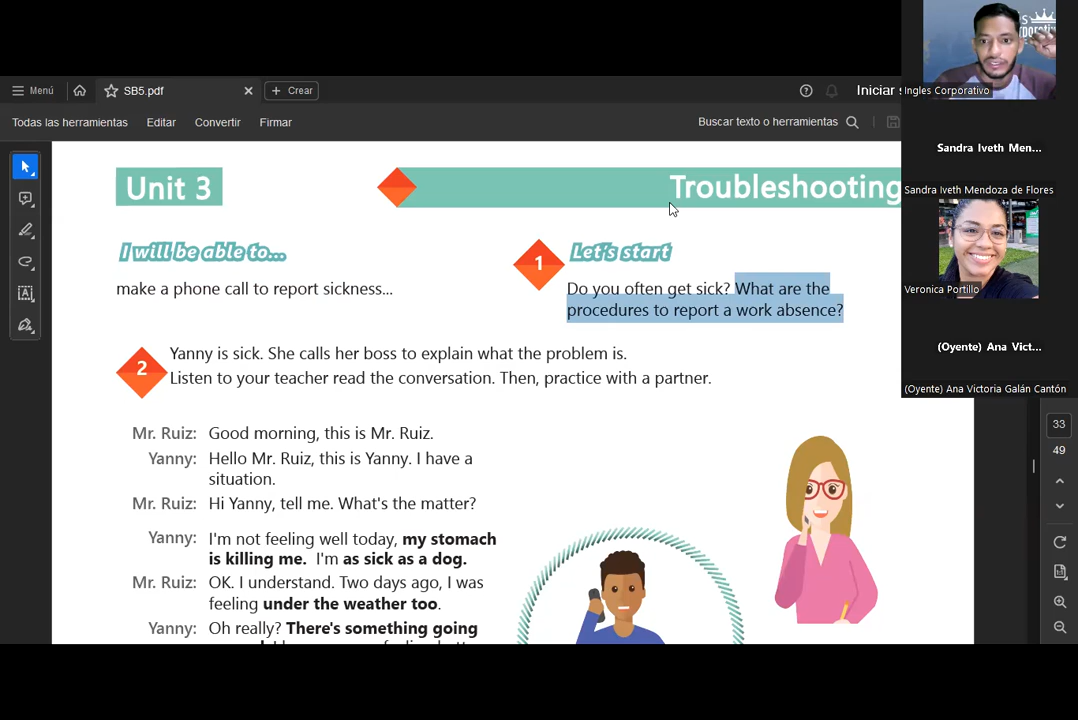 Menú
SB5.pdf
Crear
Iniciar
Todas las herramientas
Editar
Convertir
Firmar
Buscar texto o herramientas
Unit 3
Troubleshooting
I will be able to...
make a phone call to report sickness...
1
Let's start
Do you often get sick? What are the
procedures to report a work absence?
2
Yanny is sick. She calls her boss to explain what the problem is.
Listen to your teacher read the conversation. Then, practice with a partner.
Mr. Ruiz: Good morning, this is Mr. Ruiz.
Yanny: Hello Mr. Ruiz, this is Yanny. I have a
situation.
Mr. Ruiz: Hi Yanny, tell me. What's the matter?
Yanny: I'm not feeling well today, my stomach
is killing me. I'm as sick as a dog.
Mr. Ruiz: OK. I understand. Two days ago, I was
feeling under the weather too.
Yanny: Oh really? There's something going
Ingles Corporativo
Sandra Iveth Men...
Sandra Iveth Mendoza de Flores
Veronica Portillo
(Oyente) Ana Vict...
(Oyente) Ana Victoria Galán Cantón
33
49